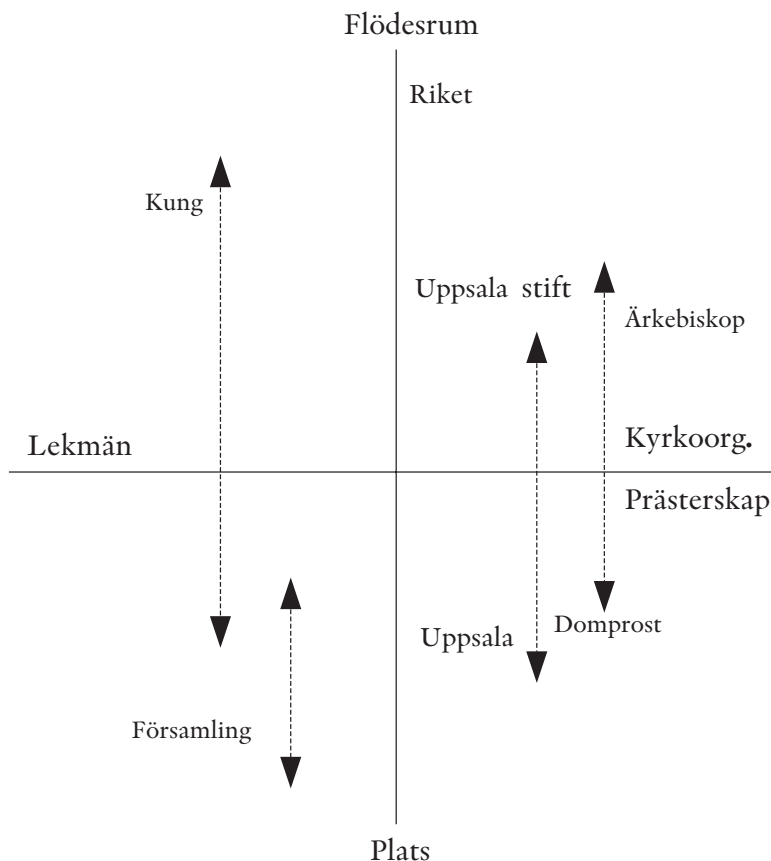 Flödesrum
Riket
Kung
Uppsala stift
Ärkebiskop
Lekmän
Kyrkoorg.
Prästerskap
Uppsala
Domprost
Församling
Plats